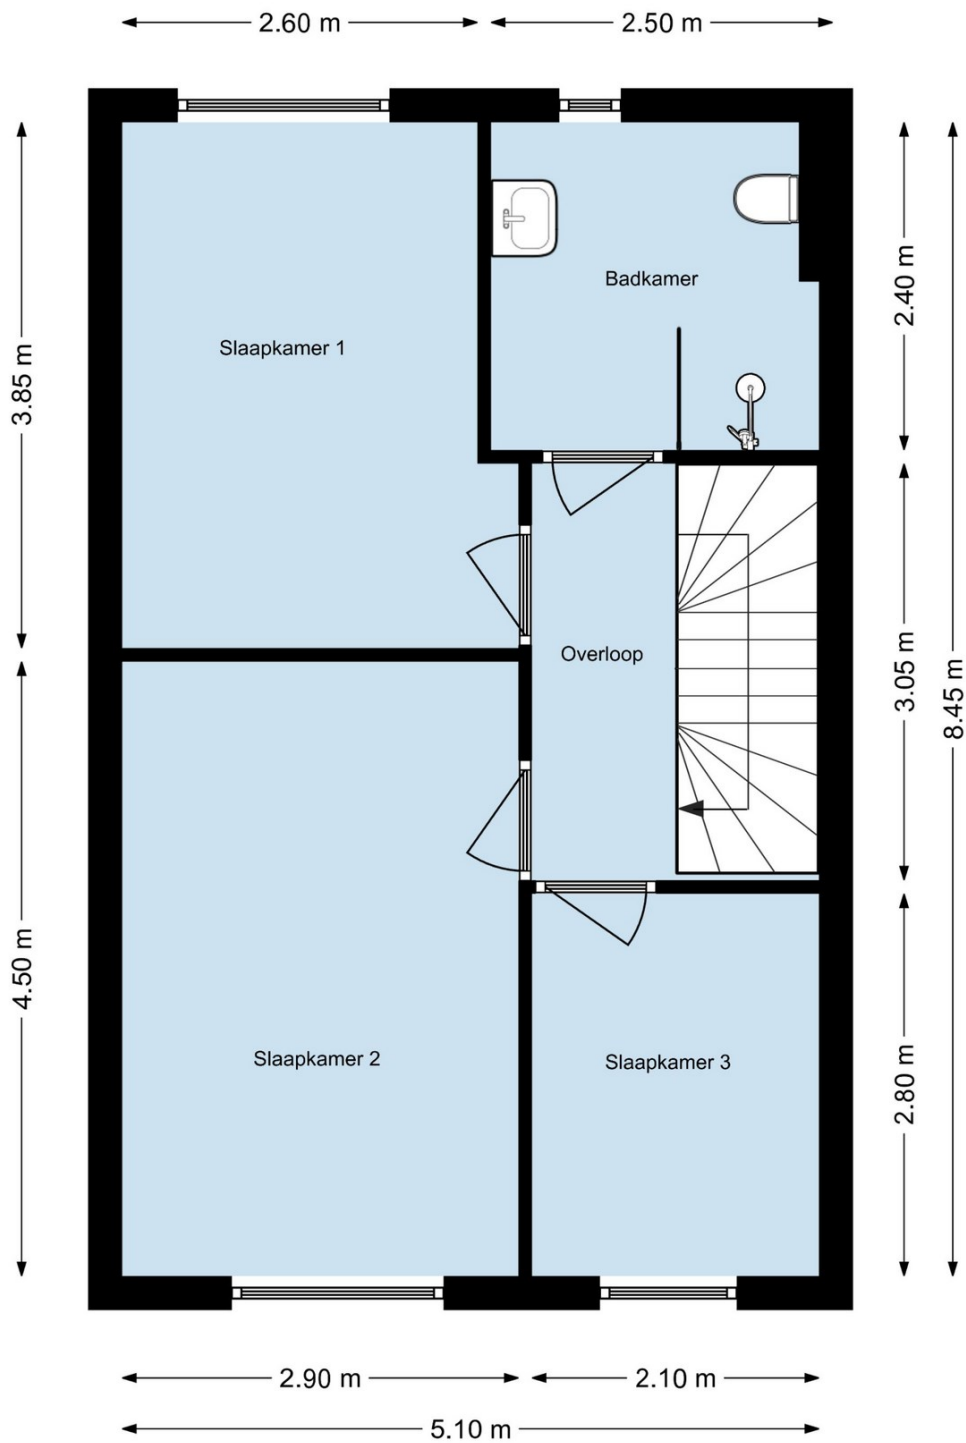 2.60 m
2.50 m
Badkamer
2.40 m
Slaapkamer 1
3.85 m
Overloop
3.05 m
8.45 m
4.50 m
Slaapkamer 2
Slaapkamer 3
2.80 m
2.90 m
2.10 m
5.10 m